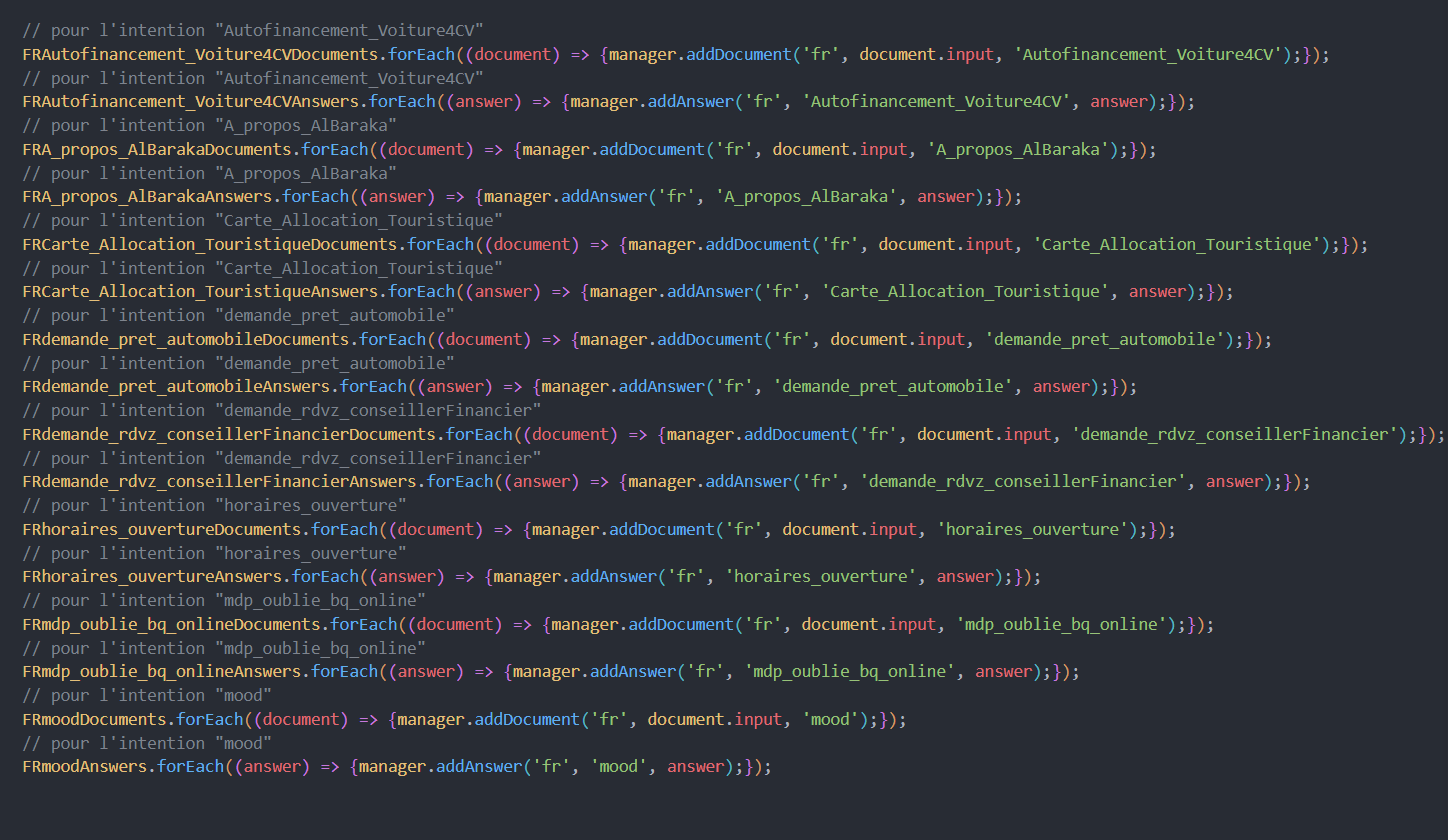 // pour l'intention "Autofinancement_Voiture4CV"
FRAutofinancement_Voiture4CVDocuments.forEach((document) => {manager.addDocument('fr', document.input, 'Autofinancement_Voiture4CV');});
// pour l'intention "Autofinancement_Voiture4CV"
FRAutofinancement_Voiture4CVAnswers.forEach((answer) => {manager.addAnswer('fr', 'Autofinancement_Voiture4CV', answer);});
// pour l'intention "A_propos_AlBaraka"
FRA_propos_AlBarakaDocuments.forEach((document) => {manager.addDocument('fr', document.input, 'A_propos_AlBaraka');});
// pour l'intention "A_propos_AlBaraka"
FRA_propos_AlBarakaAnswers.forEach((answer) => {manager.addAnswer('fr', 'A_propos_AlBaraka', answer);});
// pour l'intention "Carte_Allocation_Touristique"
FRCarte_Allocation_TouristiqueDocuments.forEach((document) => {manager.addDocument('fr', document.input, 'Carte_Allocation_Touristique');});
// pour l'intention "Carte_Allocation_Touristique"
FRCarte_Allocation_TouristiqueAnswers.forEach((answer) => {manager.addAnswer('fr', 'Carte_Allocation_Touristique', answer);});
// pour l'intention "demande_pret_automobile"
FRdemande_pret_automobileDocuments.forEach((document) => {manager.addDocument('fr', document.input, 'demande_pret_automobile');});
// pour l'intention "demande_pret_automobile"
FRdemande_pret_automobileAnswers.forEach((answer) => {manager.addAnswer('fr', 'demande_pret_automobile', answer);});
// pour l'intention "demande_rdvz_conseillerFinancier"
FRdemande_rdvz_conseillerFinancierDocuments.forEach((document) => {manager.addDocument('fr', document.input, 'demande_rdvz_conseillerFinancier');});
// pour l'intention "demande_rdvz_conseillerFinancier"
FRdemande_rdvz_conseillerFinancierAnswers.forEach((answer) => {manager.addAnswer('fr', 'demande_rdvz_conseillerFinancier', answer);});
// pour l'intention "horaires_ouverture"
FRhoraires_ouvertureDocuments.forEach((document) => {manager.addDocument('fr', document.input, 'horaires_ouverture');});
// pour l'intention "horaires_ouverture"
FRhoraires_ouvertureAnswers.forEach((answer) => {manager.addAnswer('fr', 'horaires_ouverture', answer);});
// pour l'intention "mdp_oublie_bq_online"
FRmdp_oublie_bq_onlineDocuments.forEach((document) => {manager.addDocument('fr', document.input, 'mdp_oublie_bq_online');});
// pour l'intention "mdp_oublie_bq_online"
FRmdp_oublie_bq_onlineAnswers.forEach((answer) => {manager.addAnswer('fr', 'mdp_oublie_bq_online', answer);});
// pour l'intention "mood"
FRmoodDocuments.forEach((document) => {manager.addDocument('fr', document.input, 'mood');});
// pour l'intention "mood"
FRmoodAnswers.forEach((answer) => {manager.addAnswer('fr', 'mood', answer);});